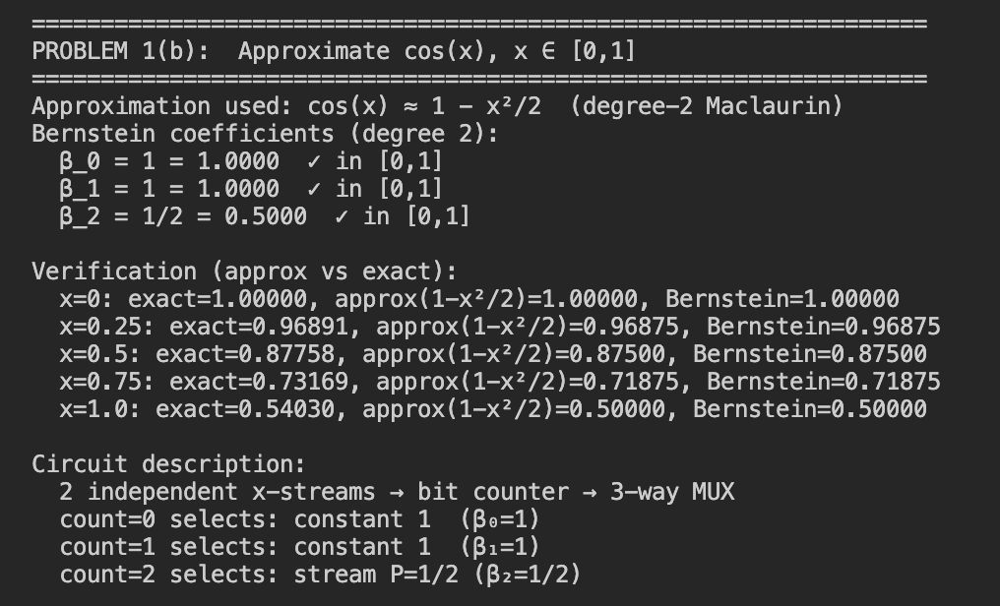 =================================================================
PROBLEM 1(b):  Approximate cos(x), x ∈ [0,1]
=================================================================
Approximation used: cos(x) ≈ 1 − x²/2  (degree−2 Maclaurin)
Bernstein coefficients (degree 2):
  β_0 = 1 = 1.0000  ✓ in [0,1]
  β_1 = 1 = 1.0000  ✓ in [0,1]
  β_2 = 1/2 = 0.5000  ✓ in [0,1]

Verification (approx vs exact):
  x=0: exact=1.00000, approx(1−x²/2)=1.00000, Bernstein=1.00000
  x=0.25: exact=0.96891, approx(1−x²/2)=0.96875, Bernstein=0.96875
  x=0.5: exact=0.87758, approx(1−x²/2)=0.87500, Bernstein=0.87500
  x=0.75: exact=0.73169, approx(1−x²/2)=0.71875, Bernstein=0.71875
  x=1.0: exact=0.54030, approx(1−x²/2)=0.50000, Bernstein=0.50000

Circuit description:
  2 independent x−streams → bit counter → 3−way MUX
  count=0 selects: constant 1  (β₀=1)
  count=1 selects: constant 1  (β₁=1)
  count=2 selects: stream P=1/2 (β₂=1/2)